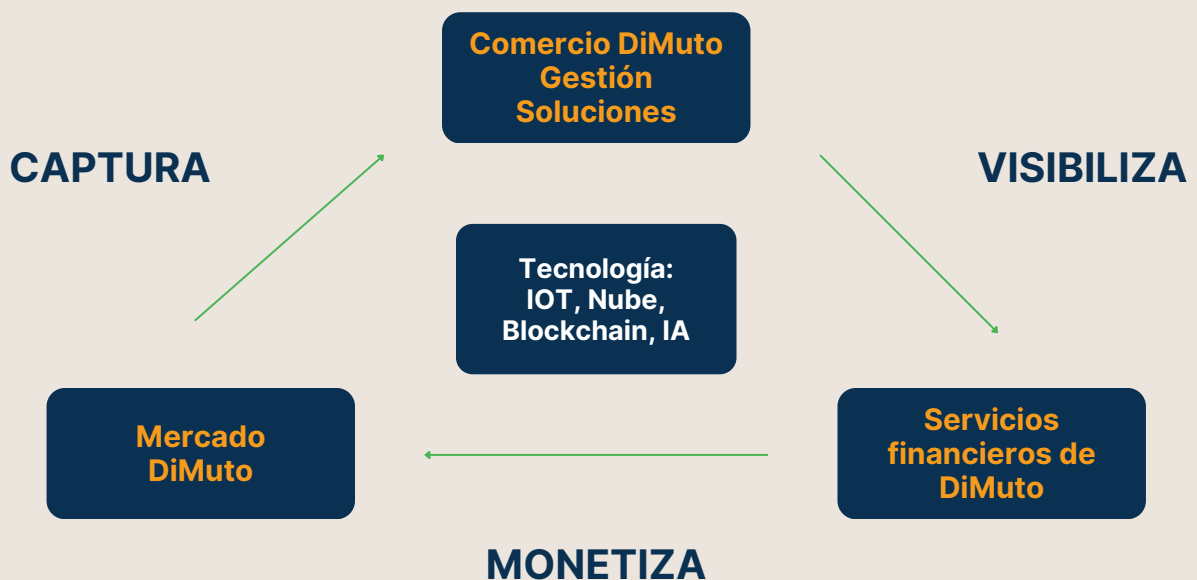 Comercio DiMuto
Gestión
Soluciones
CAPTURA
VISIBILIZA
Tecnología:
IOT, Nube,
Blockchain, IA
Mercado
DiMuto
Servicios
financieros de
DiMuto
MONETIZA